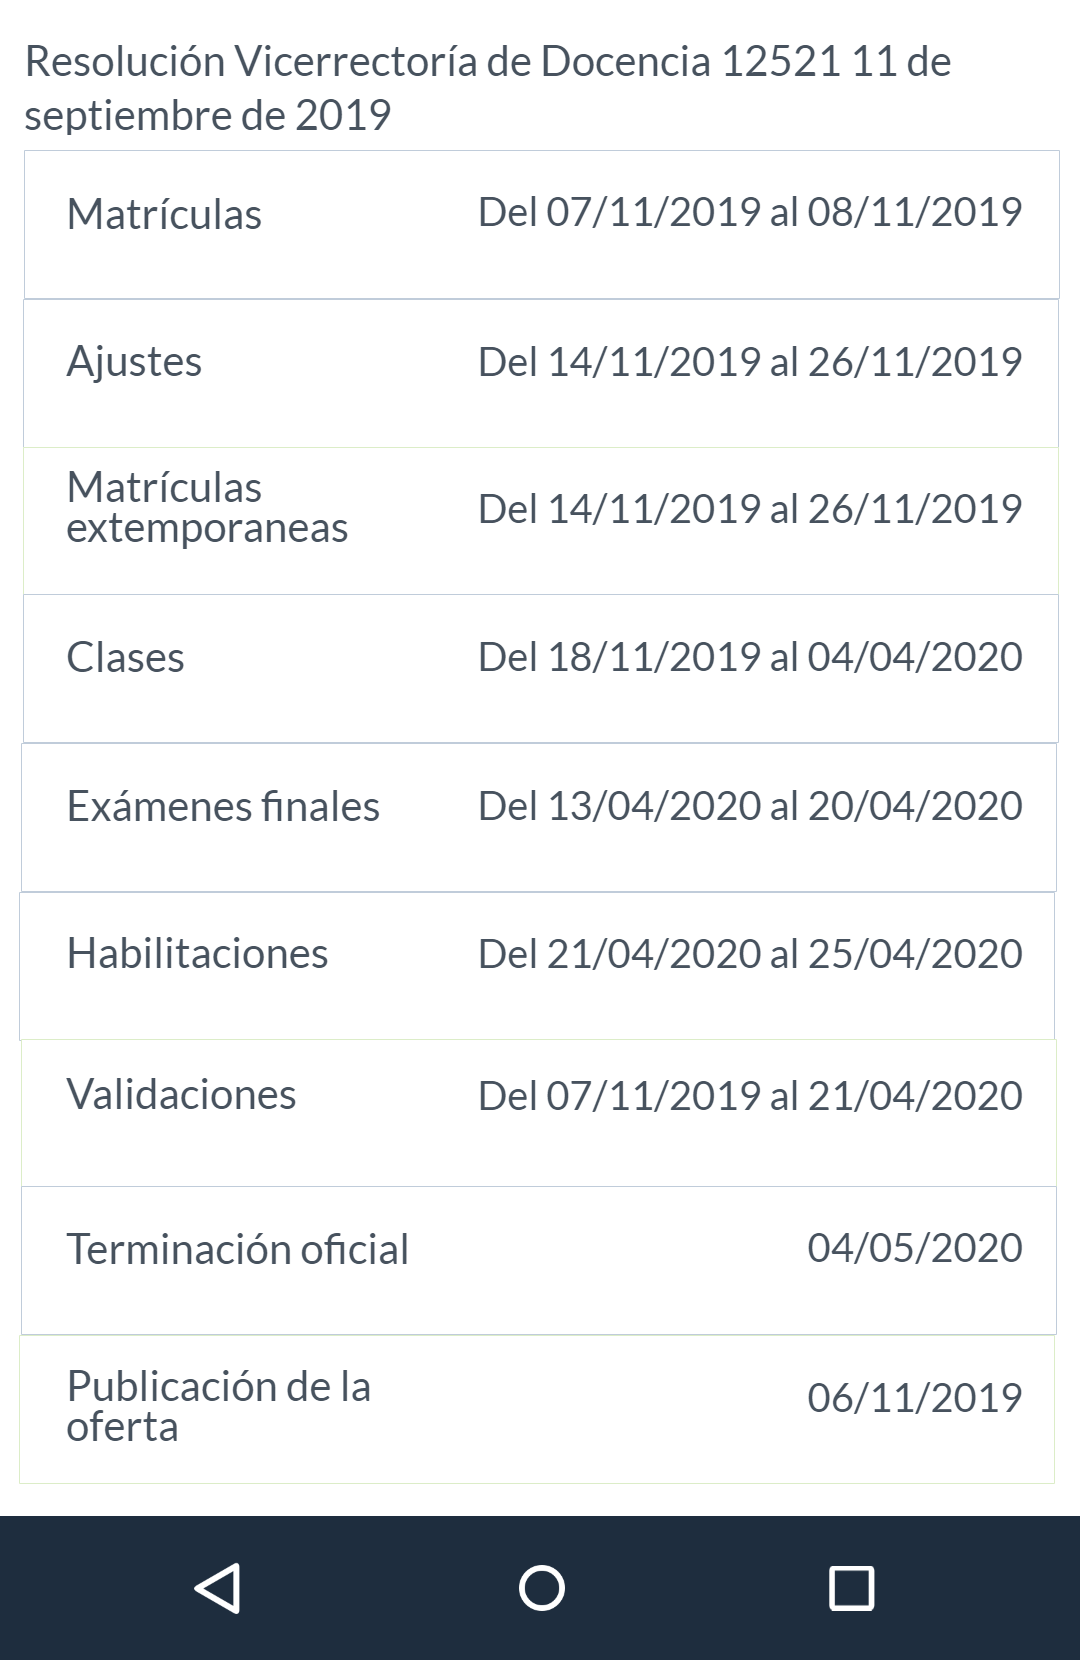 Resolución Vicerrectoría de Docencia 12521 11 de
septiembre de 2019
Matrículas Del 07/11/2019 al 08/11/2019
Ajustes Del 14/11/2019 al 26/11/2019
Matrículas
extemporaneas Del 14/11/2019 al 26/11/2019
Clases Del 18/11/2019 al 04/04/2020
Exámenes finales Del 13/04/2020 al 20/04/2020
Habilitaciones Del 21/04/2020 al 25/04/2020
Validaciones Del 07/11/2019 al 21/04/2020
Terminación oficial 04/05/2020
Publicación de la
oferta 06/11/2019